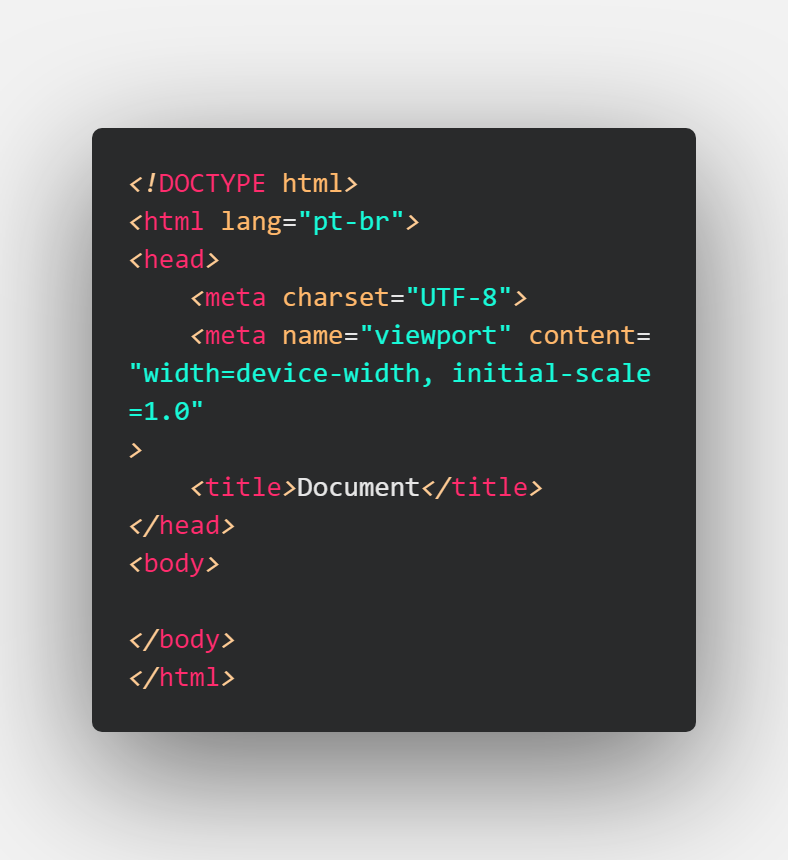 <!DOCTYPE html>
<html lang="pt-br">
<head>
    <meta charset="UTF-8">
    <meta name="viewport" content=
"width=device-width, initial-scale
=1.0"
>
    <title>Document</title>
</head>
<body>

</body>
</html>